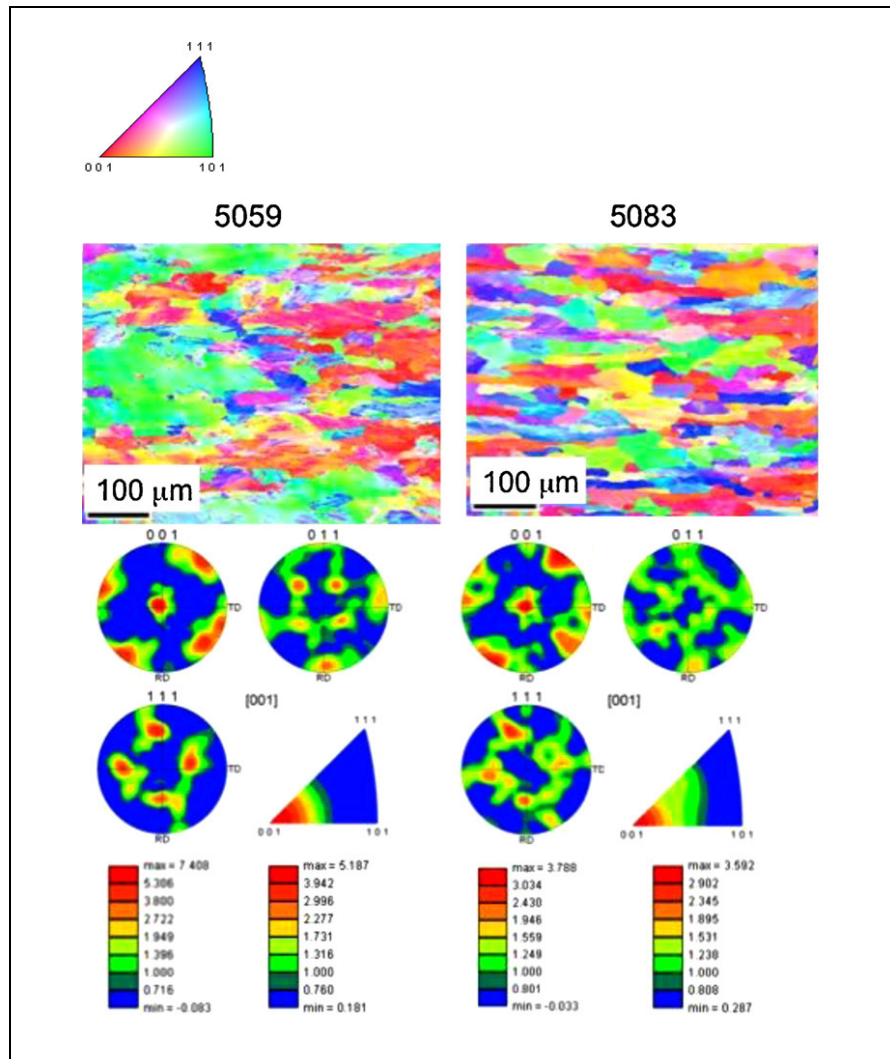 1 1 1
0 0 1
1 0 1
5059
5083
100 μm
100 μm
0 0 1
0 1 1
0 0 1
0 1 1
TD
TD
TD
TD
RD
RD
RD
RD
1 1 1
[001]
1 1 1
[001]
1 1 1
1 1 1
TD
TD
RD
0 0 1
1 0 1
RD
0 0 1
1 0 1
max = 7.408
5.306
3.800
2.722
1.949
1.396
1.000
0.716
min = -0.083
max = 5.187
3.942
2.996
2.277
1.731
1.316
1.000
0.760
min = 0.181
max = 3.788
3.034
2.430
1.946
1.559
1.249
1.000
0.801
min = -0.033
max = 3.592
2.902
2.345
1.895
1.531
1.238
1.000
0.808
min = 0.287